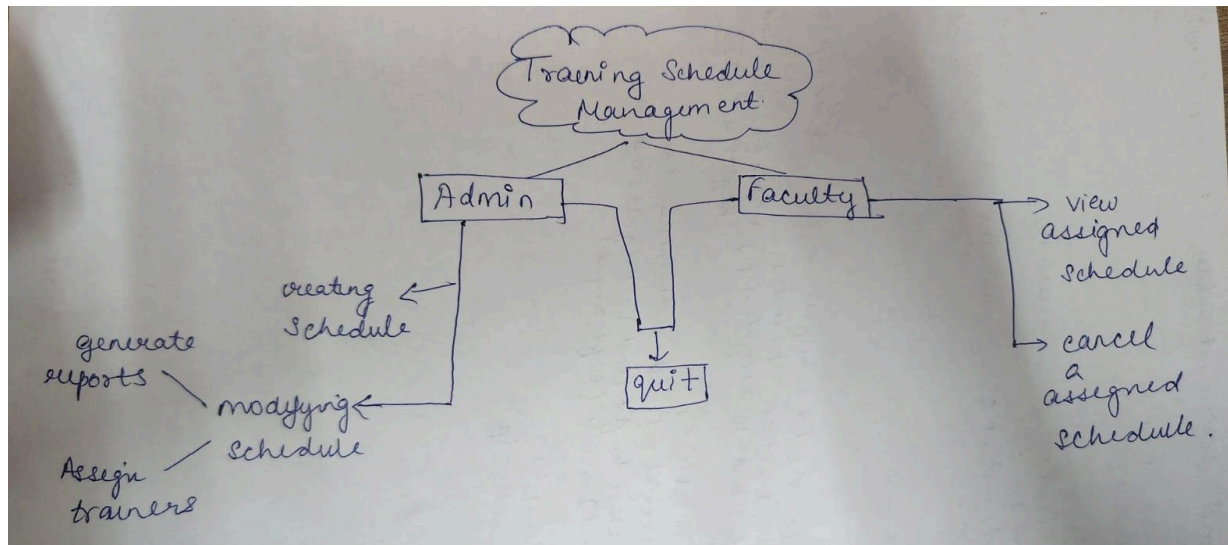 Training Schedule
Management.
Admin
Faculty
view
assigned
schedule
creating
schedule
generate
reports
modifying
schedule
quit
cancel
a
assigned
schedule.
Assign
trainers